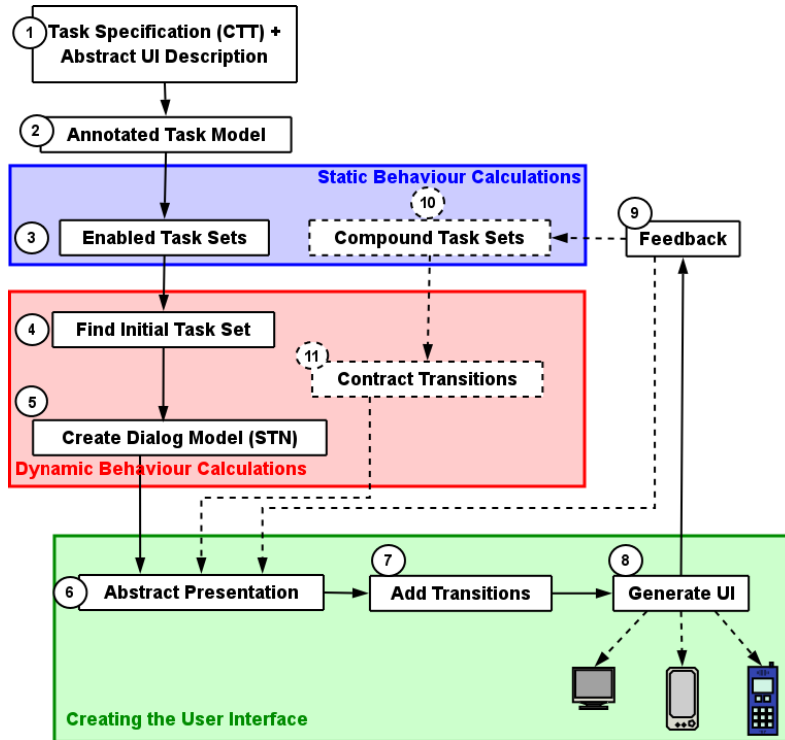 1
Task Specification (CTT) +
Abstract UI Description
2
Annotated Task Model
Static Behaviour Calculations
10
9
3
Enabled Task Sets
Compound Task Sets
Feedback
4
Find Initial Task Set
11
Contract Transitions
5
Create Dialog Model (STN)
Dynamic Behaviour Calculations
7
8
6
Abstract Presentation
Add Transitions
Generate UI
Creating the User Interface